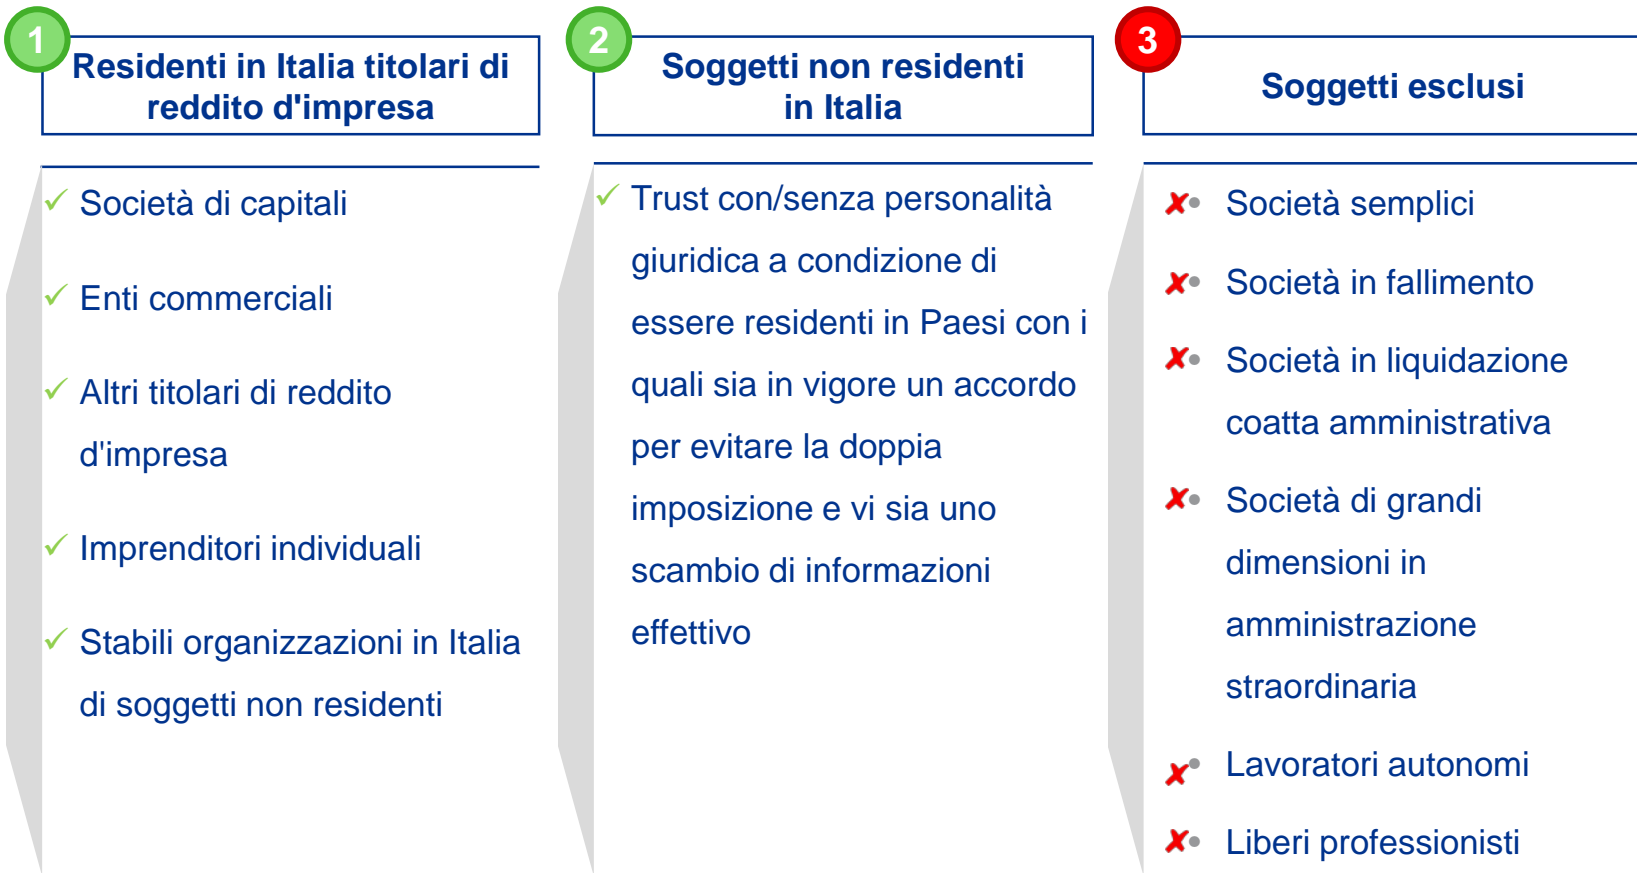 1
Residenti in Italia titolari di
reddito d'impresa
Società di capitali
Enti commerciali
Altri titolari di reddito
d'impresa
Imprenditori individuali
Stabili organizzazioni in Italia
di soggetti non residenti
2
Soggetti non residenti
in Italia
Trust con/senza personalità
giuridica a condizione di
essere residenti in Paesi con i
quali sia in vigore un accordo
per evitare la doppia
imposizione e vi sia uno
scambio di informazioni
effettivo
3
Soggetti esclusi
Società semplici
Società in fallimento
Società in liquidazione
coatta amministrativa
Società di grandi
dimensioni in
amministrazione
straordinaria
Lavoratori autonomi
Liberi professionisti